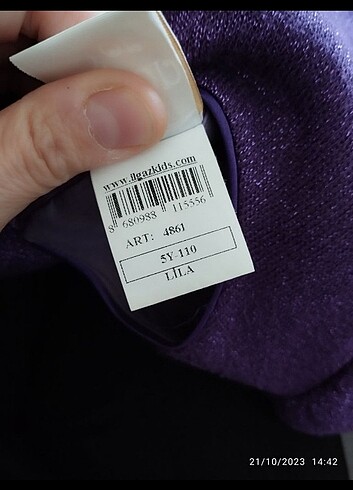 www.ilgazkids.com
8 680988 115556
ART: 4861
5Y-110
LİLA
21/10/2023 14:42